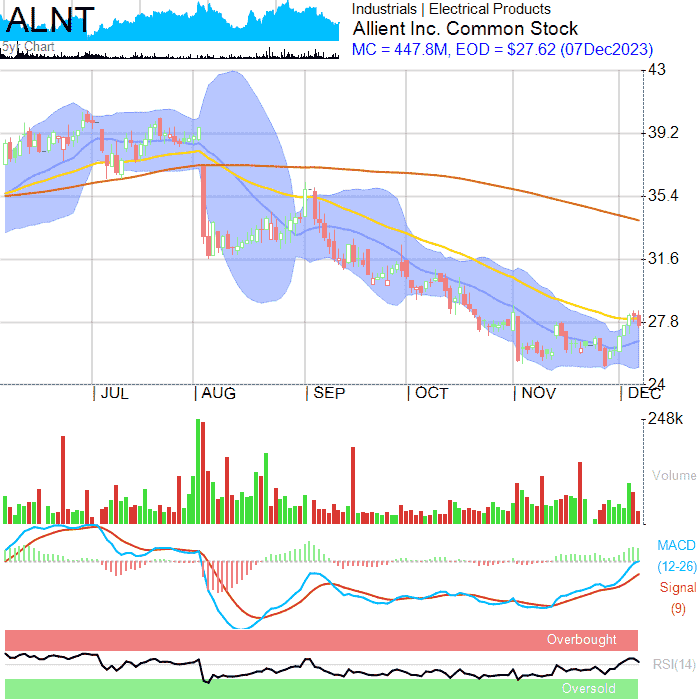 ALNT
5yr Chart
Industrials | Electrical Products
Allient Inc. Common Stock
MC = 447.8M, EOD = $27.62 (07Dec2023)
43
39.2
35.4
31.6
27.8
24
JUL
AUG
SEP
OCT
NOV
DEC
248k
Volume
MACD
(12-26)
Signal
(9)
Overbought
RSI(14)
Oversold